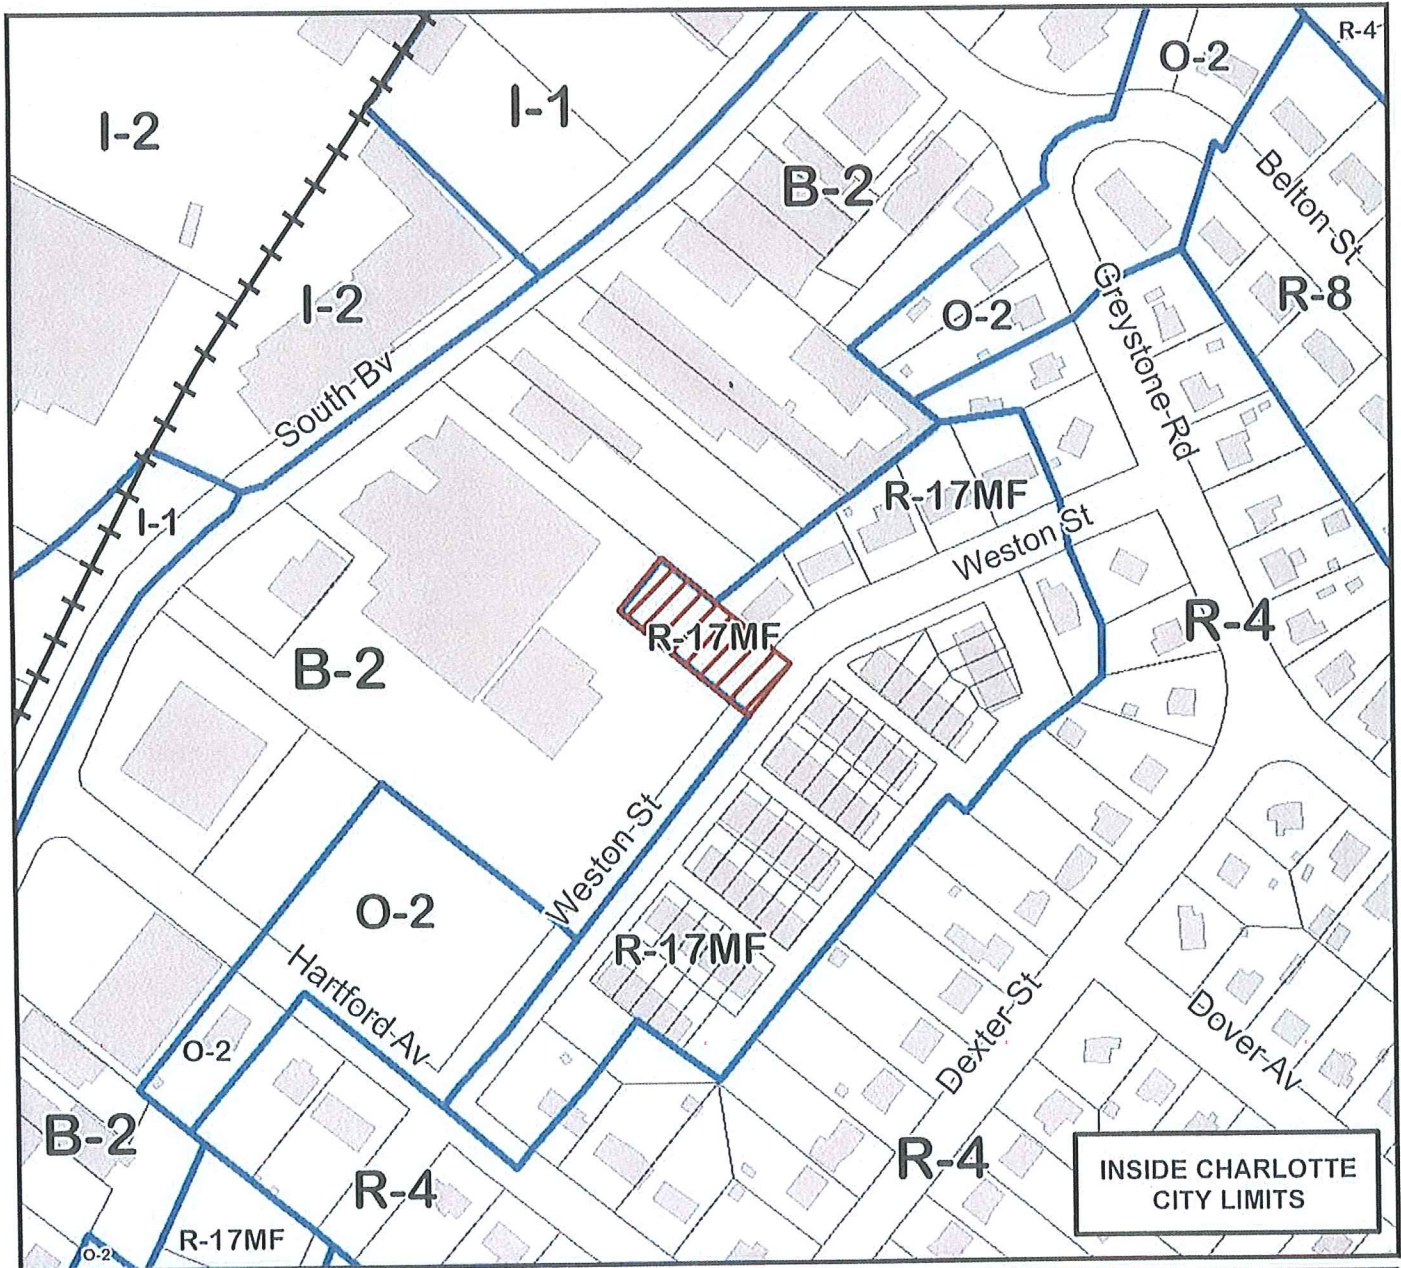 R-4
O-2
I-1
I-2
B-2
Belton St
R-8
Greystone Rd
I-2
O-2
South Bv
R-17MF
I-1
Weston St
R-4
R-17MF
B-2
Weston St
O-2
R-17MF
Hartford Av
Dexter St
Dover Av
O-2
B-2
R-4
R-4
INSIDE CHARLOTTE
CITY LIMITS
R-17MF
O-2